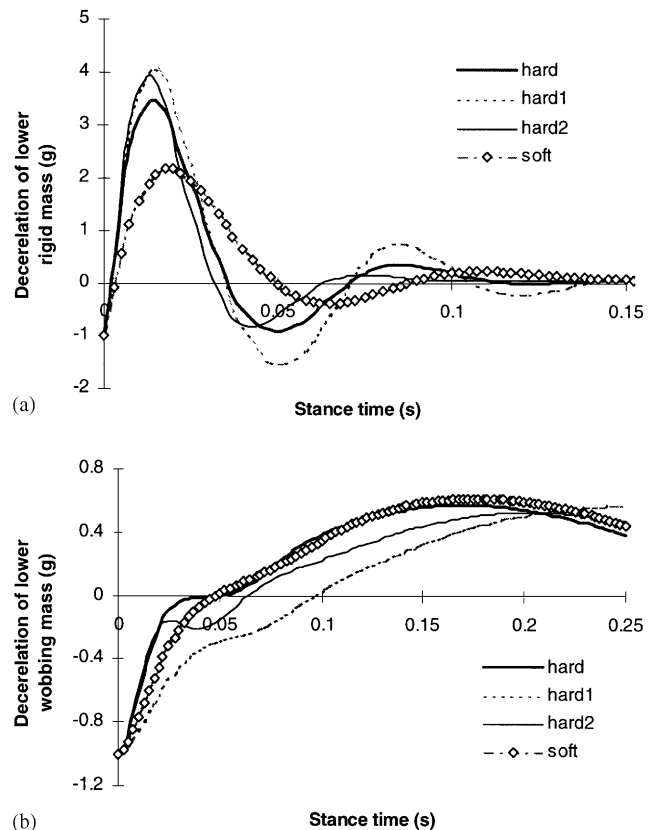 5
4
3
2
1
0
-1
-2
Decerelation of lower
rigid mass (g)
hard
hard1
hard2
soft
0
0.05
0.1
0.15
(a)
Stance time (s)
0.8
0.4
0
-0.4
-0.8
-1.2
Decerelation of lower
wobbing mass (g)
0
0.05
0.1
0.15
0.2
0.25
hard
hard1
hard2
soft
(b)
Stance time (s)